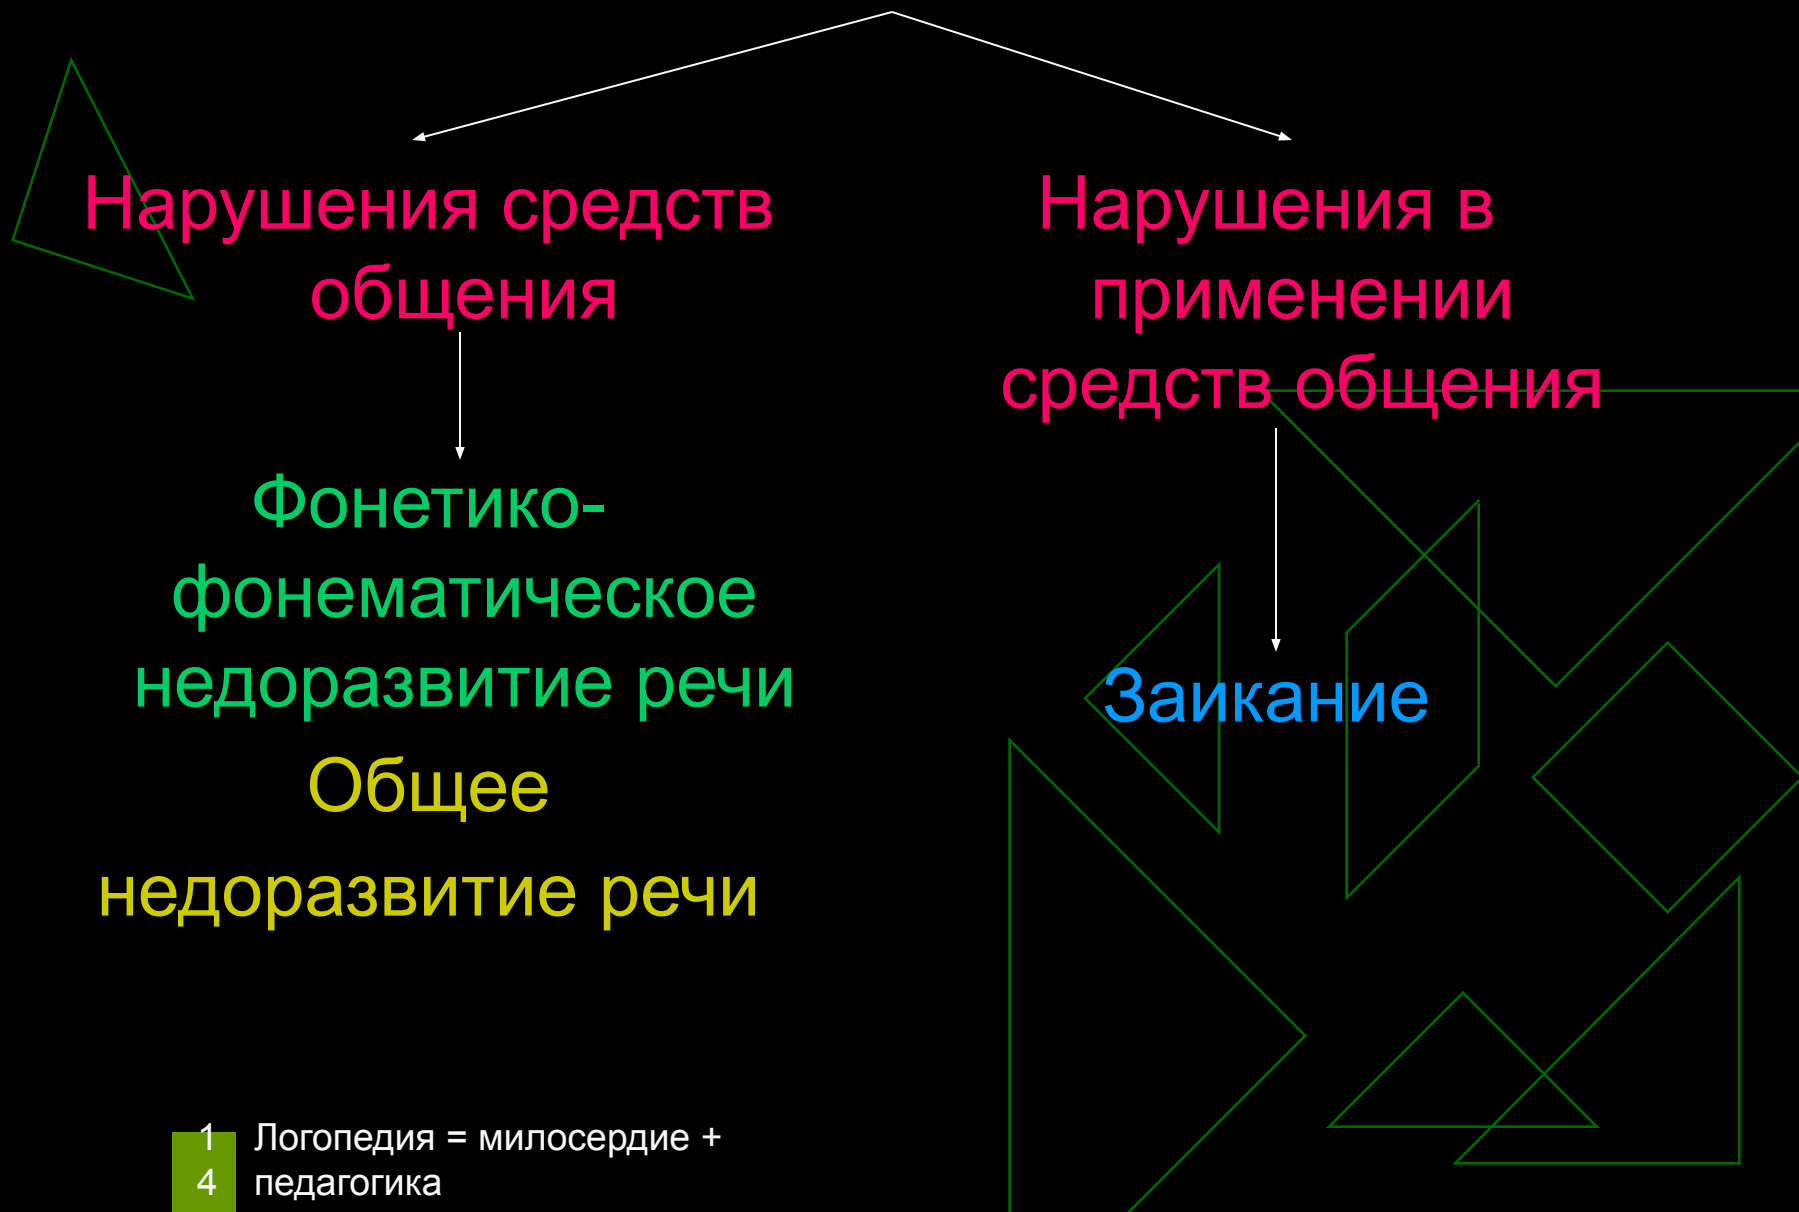 Нарушения средств
общения
Фонетико-
фонематическое
недоразвитие речи
Общее
недоразвитие речи
Нарушения в
применении
средств общения
Заикание
1
4
Логопедия = милосердие +
педагогика